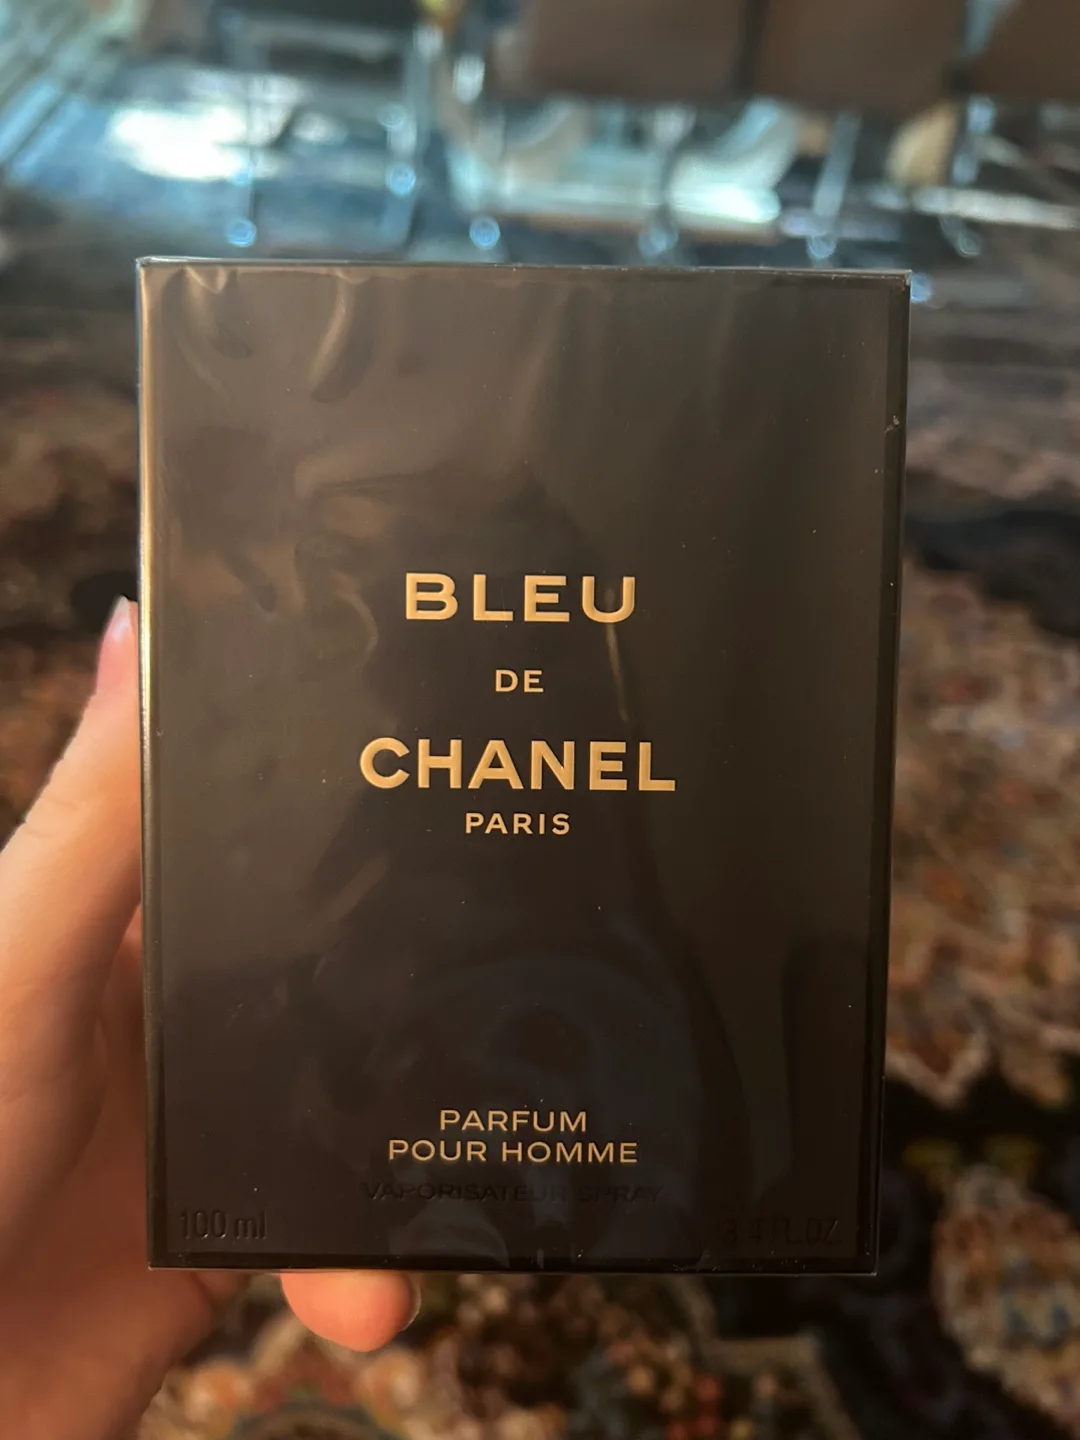 BLEU
DE
CHANEL
PARIS
PARFUM
POUR HOMME
VAPORISATEUR SPRAY
100 ml 3.4 FL.OZ